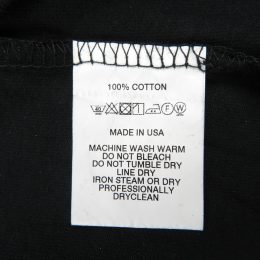 100% COTTON
MADE IN USA
MACHINE WASH WARM
DO NOT BLEACH
DO NOT TUMBLE DRY
LINE DRY
IRON STEAM OR DRY
PROFESSIONALLY
DRYCLEAN